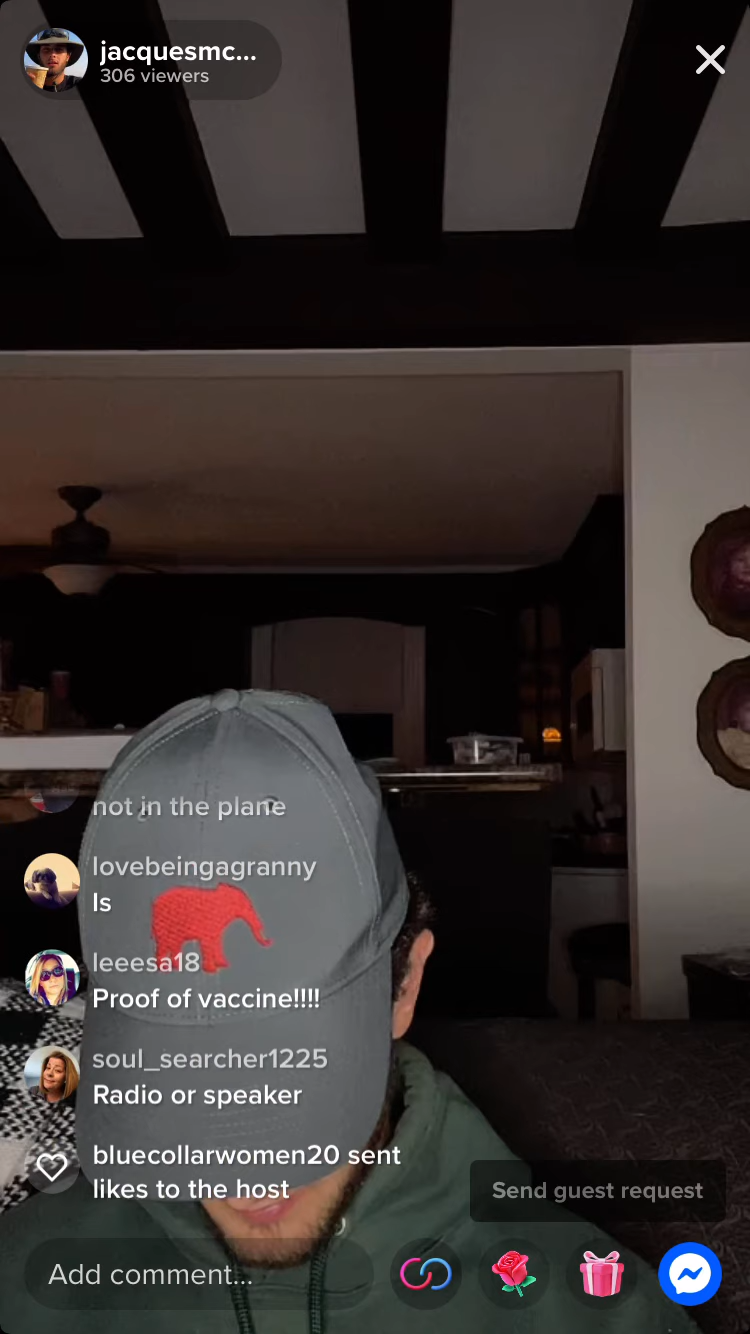 jacquesmc...
306 viewers
not in the plane
lovebeingagranny
Is
leeesa18
Proof of vaccine!!!!
soul_searcher1225
Radio or speaker
bluecollarwomen20 sent
likes to the host
Send guest request
Add comment...